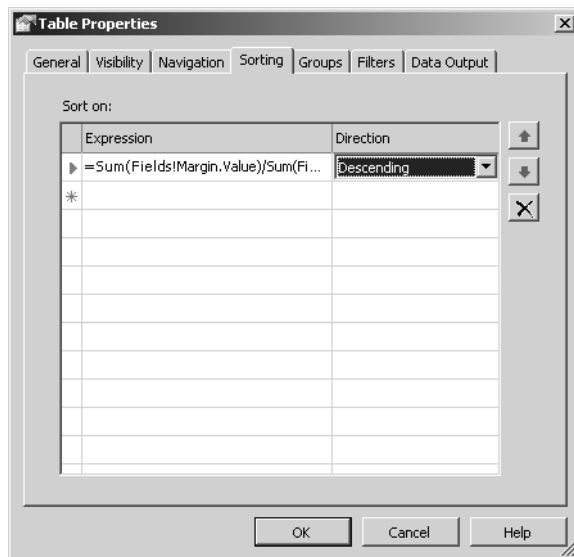 Table Properties
General Visibility Navigation Sorting Groups Filters Data Output
Sort on:
Expression Direction
=Sum(Fields!Margin.Value)/Sum(Fi... Descending
OK Cancel Help